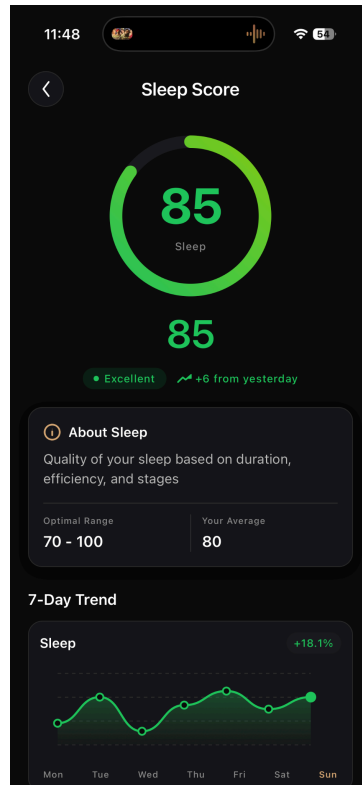 11:48
54
Sleep Score
85
Sleep
85
Excellent
+6 from yesterday
About Sleep
Quality of your sleep based on duration,
efficiency, and stages
Optimal Range
Your Average
70 - 100
80
7-Day Trend
Sleep
+18.1%
Mon Tue Wed Thu Fri Sat Sun